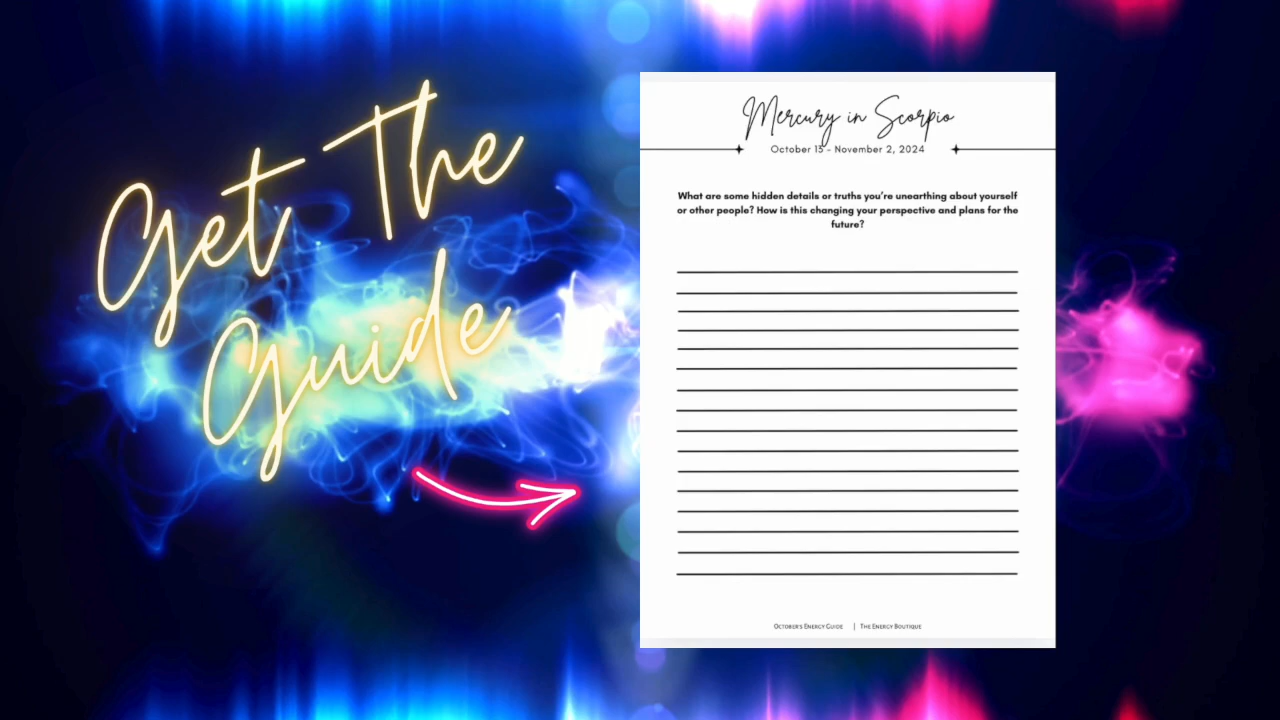 Get The
Guide
Mercury in Scorpio
October 15 - November 2, 2024
What are some hidden details or truths you're unearthing about yourself
or other people? How is this changing your perspective and plans for the
future?
October's Energy Guide | The Energy Boutique